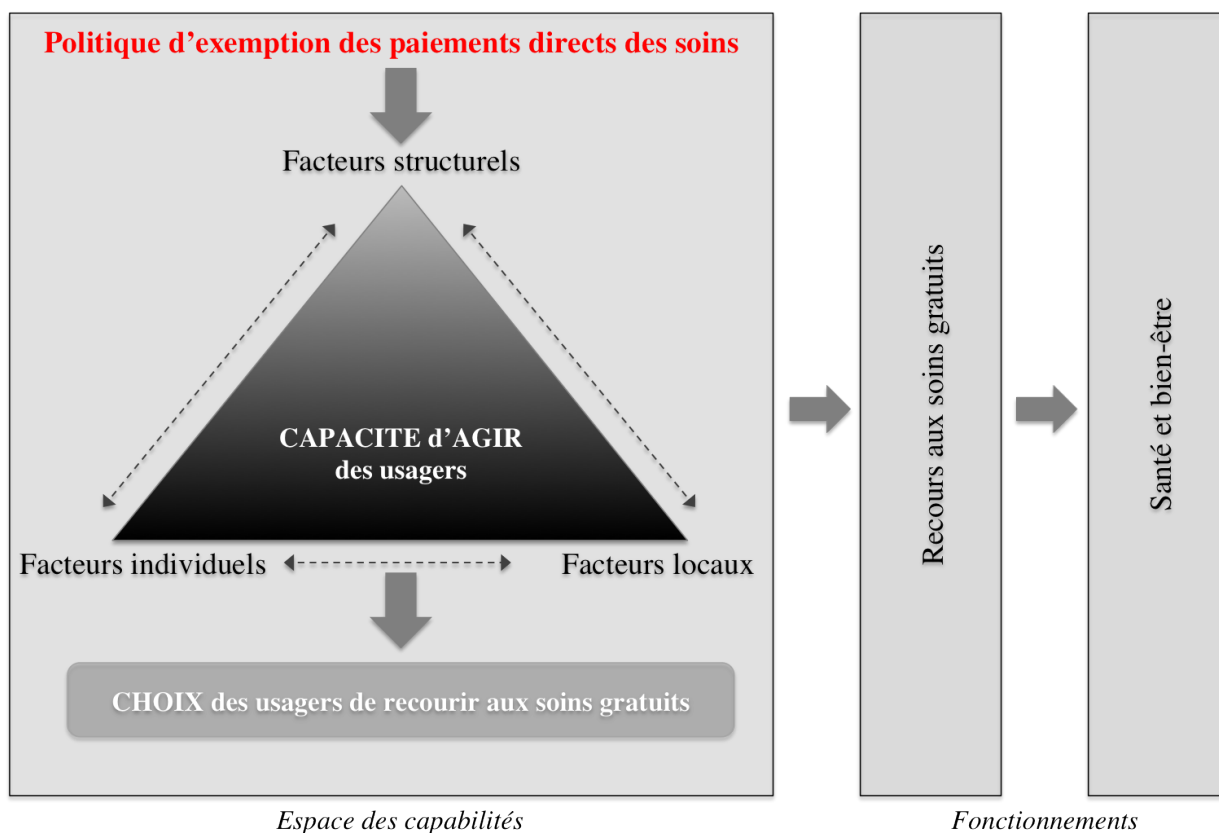 Politique d’exemption des paiements directs des soins
Facteurs structurels
CAPACITE d’AGIR
des usagers
Facteurs individuels
Facteurs locaux
CHOIX des usagers de recourir aux soins gratuits
Recours aux soins gratuits
Santé et bien-être
Espace des capabilités
Fonctionnements